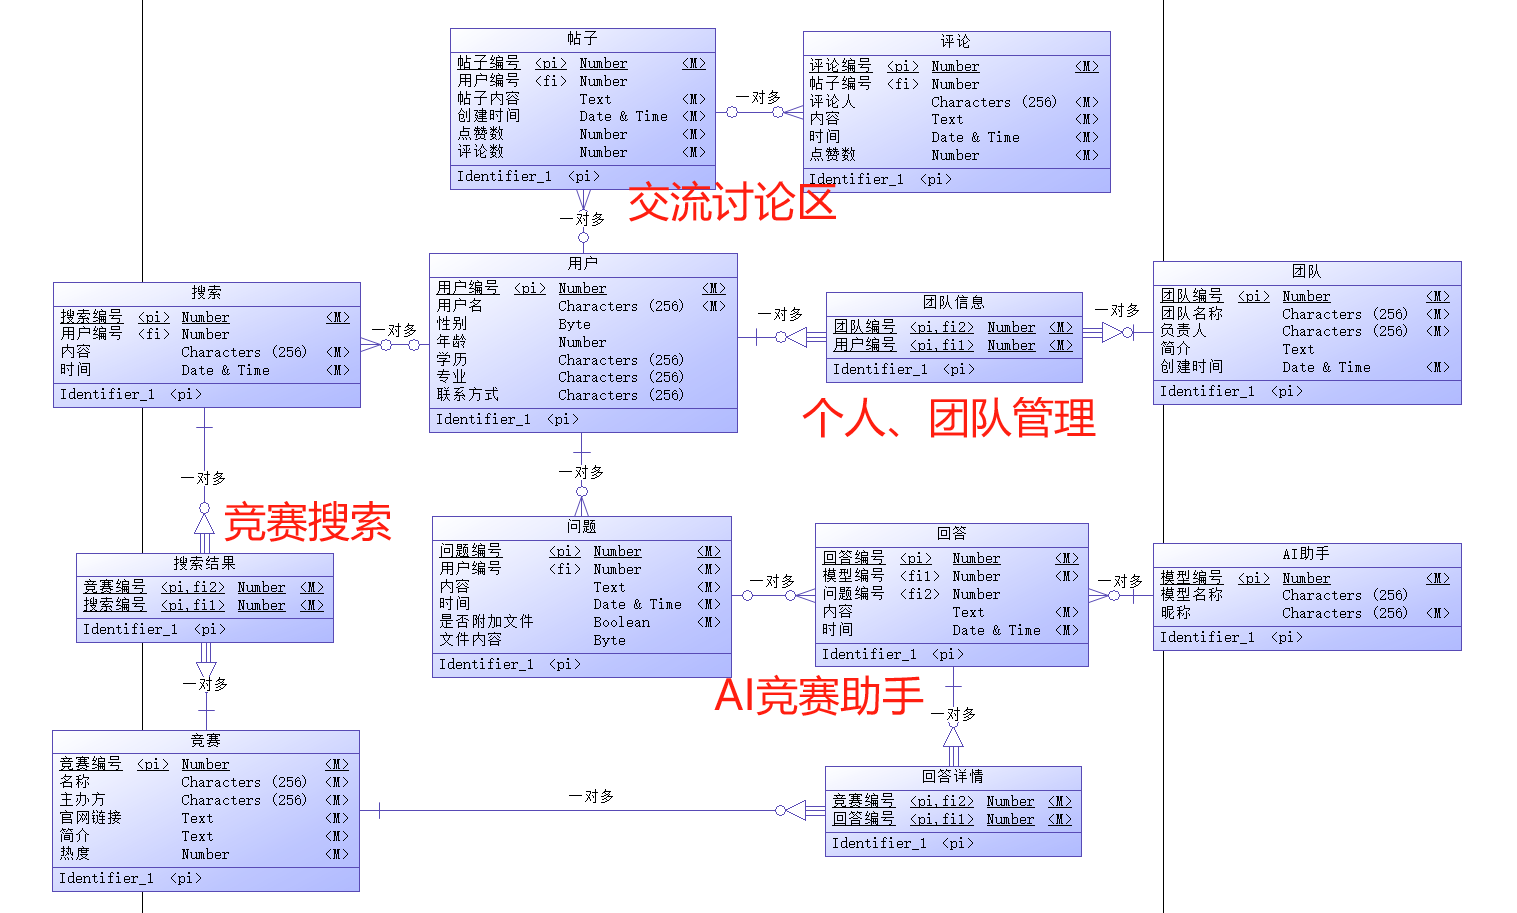 帖子
帖子编号 <pi> Number <M>
用户编号 <fi> Number
帖子内容 Text <M>
创建时间 Date & Time <M>
点赞数 Number <M>
评论数 Number <M>
Identifier_1 <pi>
一对多
评论
评论编号 <pi> Number <M>
帖子编号 <fi> Number
评论人 Characters (256) <M>
内容 Text <M>
时间 Date & Time <M>
点赞数 Number <M>
Identifier_1 <pi>
交流讨论区
一对多
搜索
搜索编号 <pi> Number <M>
用户编号 <fi> Number
内容 Characters (256) <M>
时间 Date & Time <M>
Identifier_1 <pi>
一对多
用户
用户编号 <pi> Number <M>
用户名 Characters (256) <M>
性别 Byte
年龄 Number
学历 Characters (256)
专业 Characters (256)
联系方式 Characters (256)
Identifier_1 <pi>
一对多
团队信息
团队编号 <pi,fi2> Number <M>
用户编号 <pi,fi1> Number <M>
Identifier_1 <pi>
一对多
团队
团队编号 <pi> Number <M>
团队名称 Characters (256) <M>
负责人 Characters (256) <M>
简介 Text
创建时间 Date & Time <M>
Identifier_1 <pi>
个人、团队管理
一对多
竞赛搜索
一对多
搜索结果
竞赛编号 <pi,fi2> Number <M>
搜索编号 <pi,fi1> Number <M>
Identifier_1 <pi>
一对多
问题
问题编号 <pi> Number <M>
用户编号 <fi> Number <M>
内容 Text <M>
时间 Date & Time <M>
是否附加文件 Boolean <M>
文件内容 Byte
Identifier_1 <pi>
一对多
回答
回答编号 <pi> Number <M>
模型编号 <fi1> Number <M>
问题编号 <fi2> Number
内容 Text <M>
时间 Date & Time <M>
Identifier_1 <pi>
一对多
AI助手
模型编号 <pi> Number <M>
模型名称 Characters (256)
昵称 Characters (256) <M>
Identifier_1 <pi>
AI竞赛助手
一对多
竞赛
竞赛编号 <pi> Number <M>
名称 Characters (256) <M>
主办方 Characters (256) <M>
官网链接 Text <M>
简介 Text <M>
热度 Number <M>
Identifier_1 <pi>
一对多
回答详情
竞赛编号 <pi,fi2> Number <M>
回答编号 <pi,fi1> Number <M>
Identifier_1 <pi>